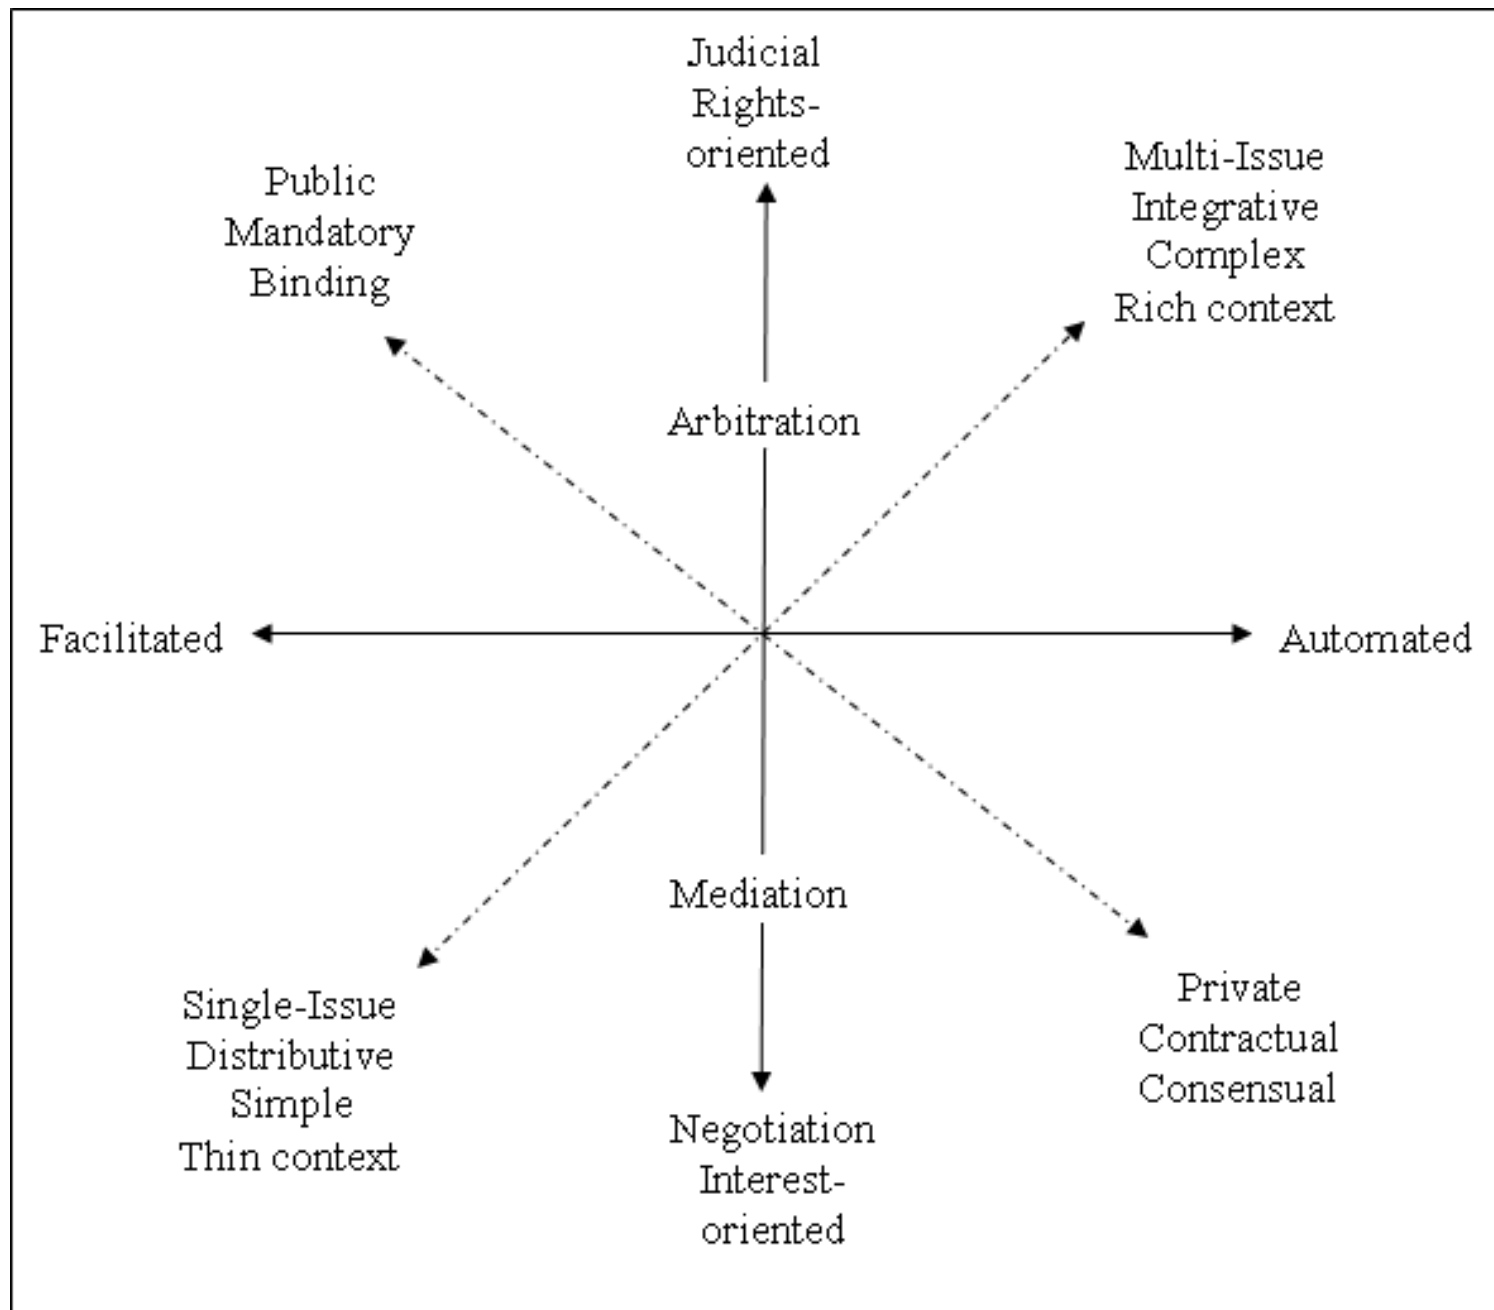 Judicial
Rights-
oriented
Public
Mandatory
Binding
Multi-Issue
Integrative
Complex
Rich context
Arbitration
Facilitated
Automated
Mediation
Single-Issue
Distributive
Simple
Thin context
Private
Contractual
Consensual
Negotiation
Interest-
oriented